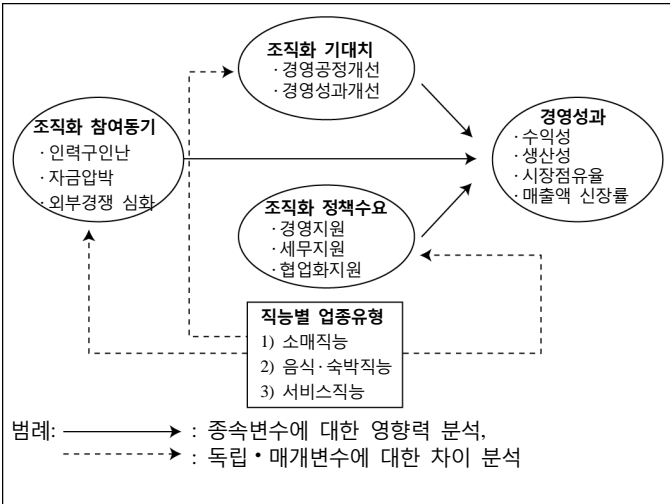 조직화 기대치
· 경영공정개선
· 경영성과개선
조직화 참여동기
· 인력구인난
· 자금압박
· 외부경쟁 심화
경영성과
· 수익성
· 생산성
· 시장점유율
· 매출액 신장률
조직화 정책수요
· 경영지원
· 세무지원
· 협업화지원
직능별 업종유형
1) 소매직능
2) 음식·숙박직능
3) 서비스직능
범례: : 종속변수에 대한 영향력 분석,
: 독립•매개변수에 대한 차이 분석